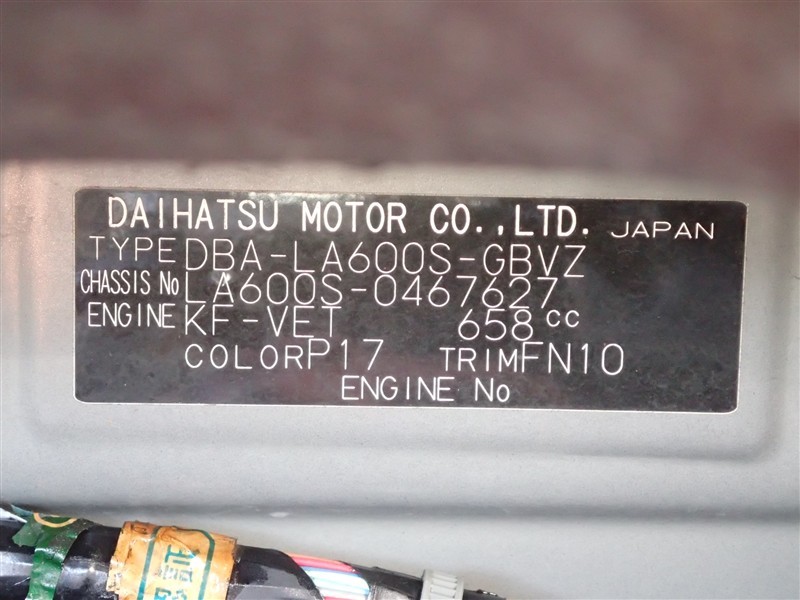 DAIHATSU MOTOR CO.,LTD. JAPAN
TYPE DBA-LA600S-GBVZ
CHASSIS No LA600S-0467627
ENGINE KF-VET 658 cc
COLOR P17 TRIM FN10
ENGINE No